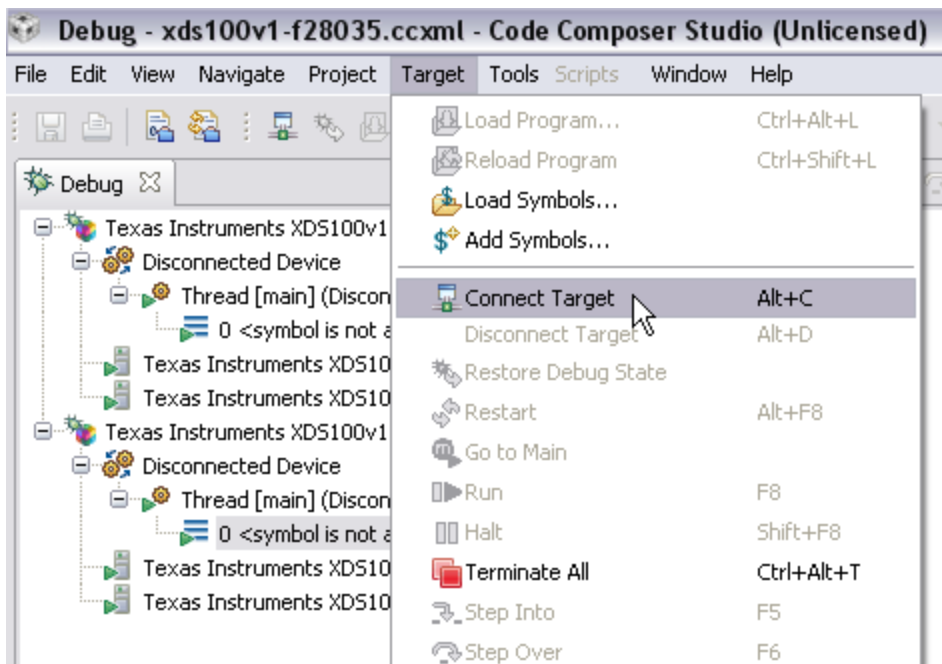 Debug - xds100v1-f28035.ccxml - Code Composer Studio (Unlicensed)
File Edit View Navigate Project Target Tools Scripts Window Help
Debug
Texas Instruments XDS100v1
Disconnected Device
Thread [main] (Discon
0 <symbol is not a
Texas Instruments XDS10
Texas Instruments XDS10
Texas Instruments XDS100v1
Disconnected Device
Thread [main] (Discon
0 <symbol is not a
Texas Instruments XDS10
Texas Instruments XDS10
Load Program... Ctrl+Alt+L
Reload Program Ctrl+Shift+L
Load Symbols...
Add Symbols...
Connect Target Alt+C
Disconnect Target Alt+D
Restore Debug State
Restart Alt+F8
Go to Main
Run F8
Halt Shift+F8
Terminate All Ctrl+Alt+T
Step Into F5
Step Over F6